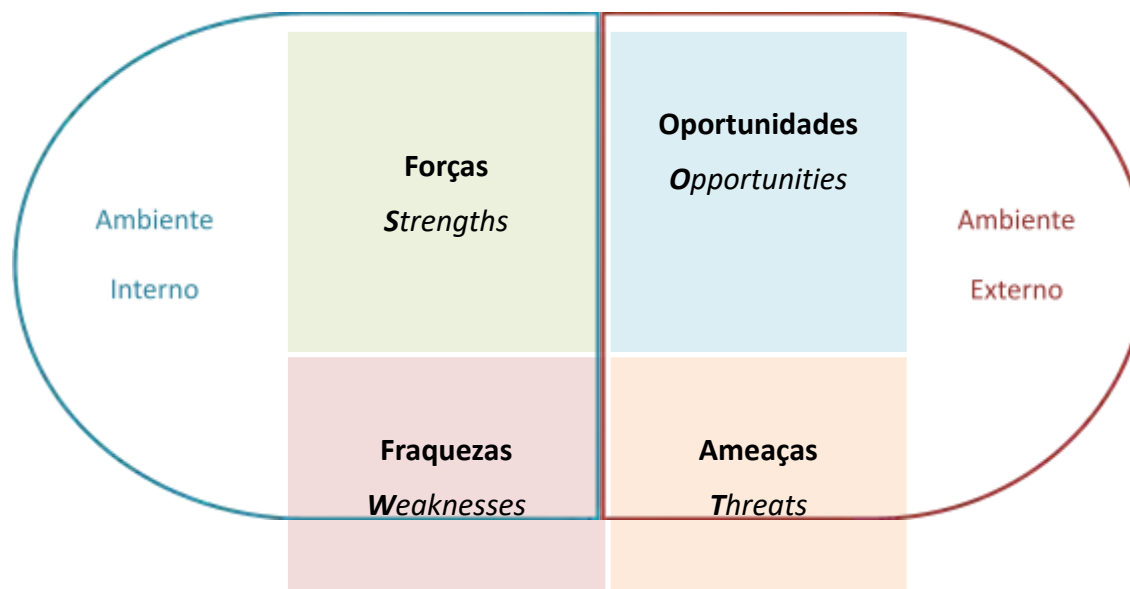 Ambiente
Interno
Forças
Strengths
Fraquezas
Weaknesses
Oportunidades
Opportunities
Ameaças
Threats
Ambiente
Externo